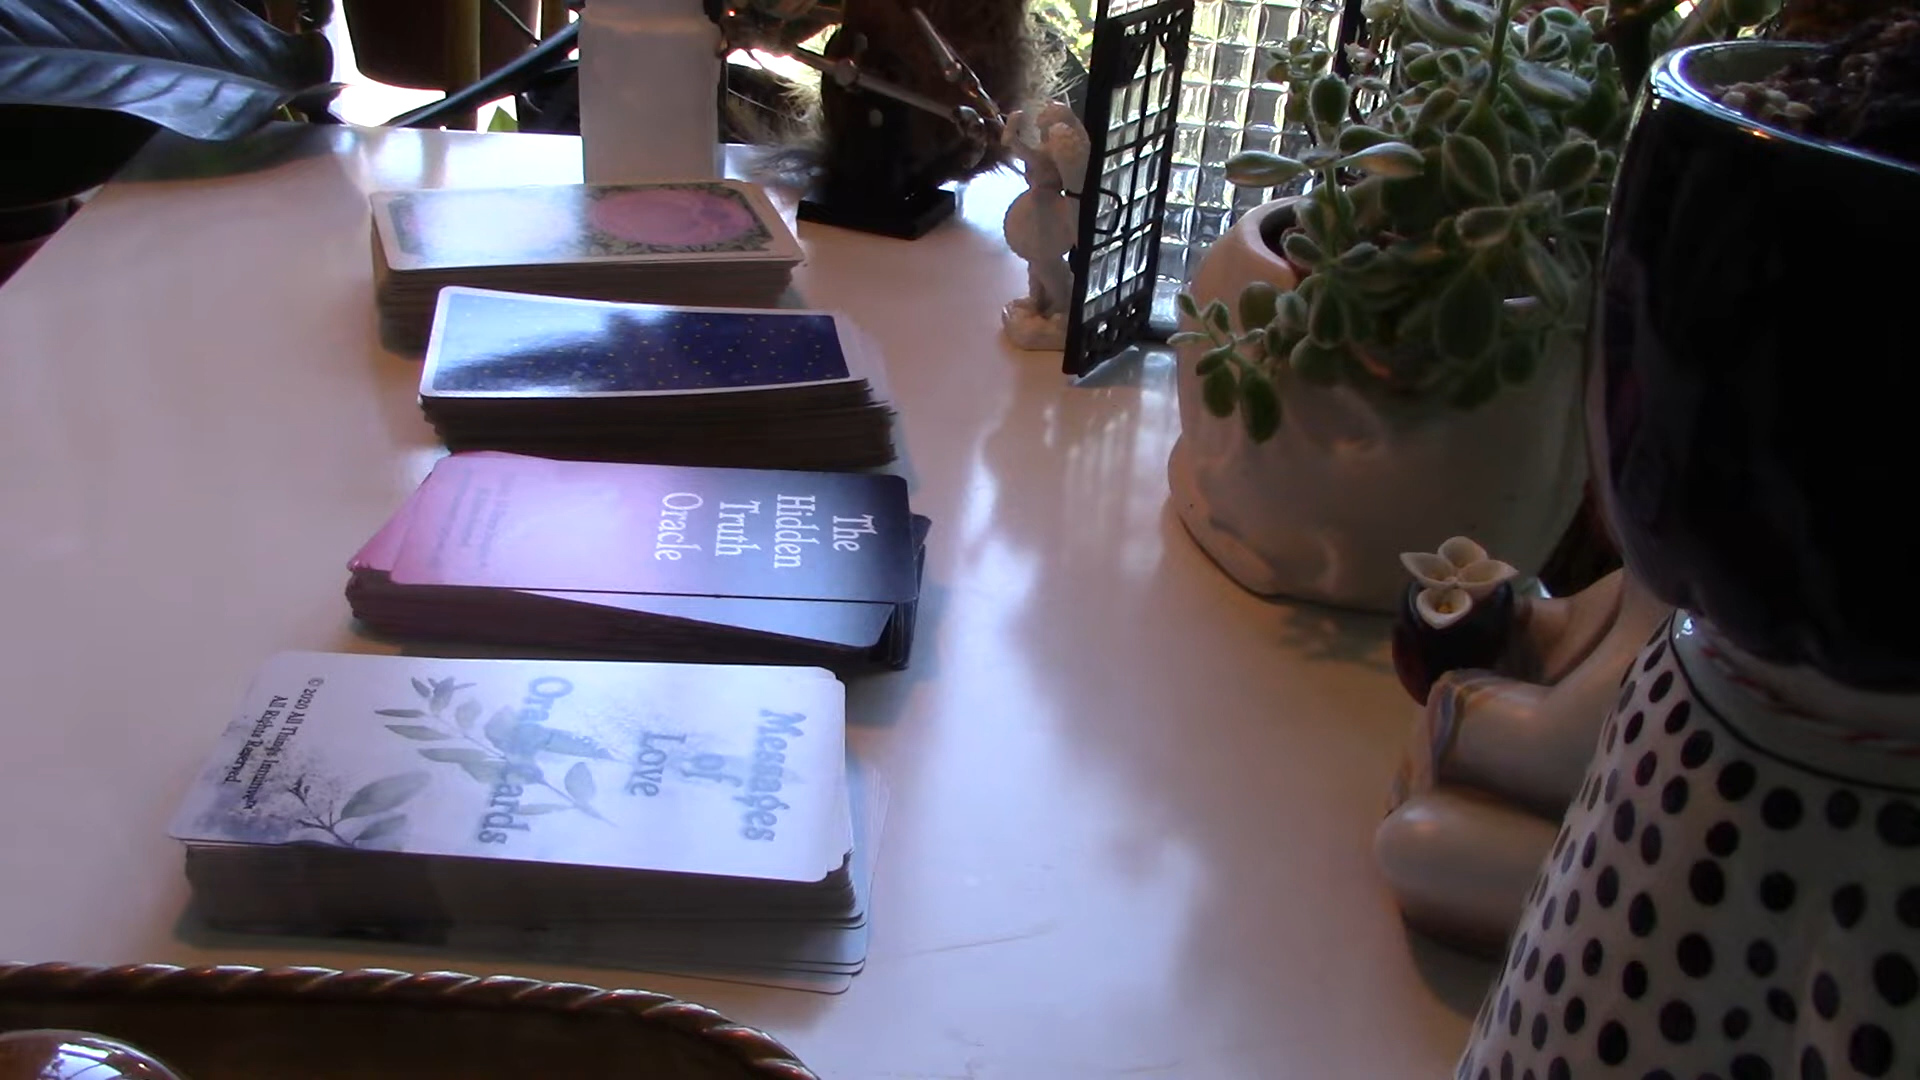 The
Hidden
Truth
Oracle
Messages
of
Love
Oracle Cards
© 2020 All Things Intuitive
All Rights Reserved